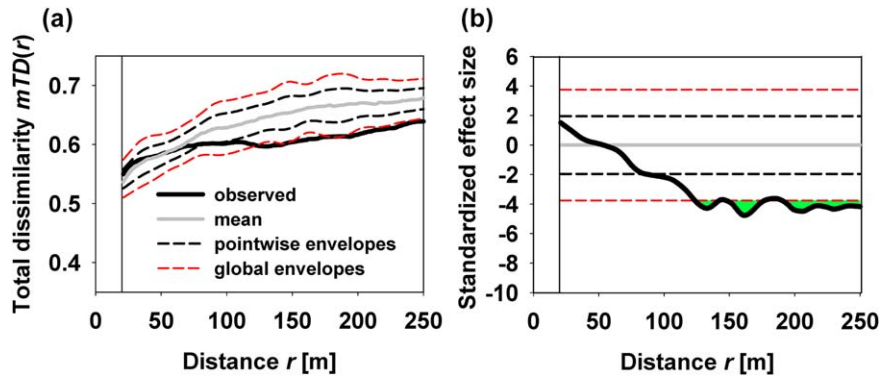 (a)
Total dissimilarity mTD(r)
0.7
0.6
0.5
0.4
observed
mean
pointwise envelopes
global envelopes
0 50 100 150 200 250
Distance r [m]
(b)
Standardized effect size
6
4
2
0
-2
-4
-6
-8
-10
0 50 100 150 200 250
Distance r [m]